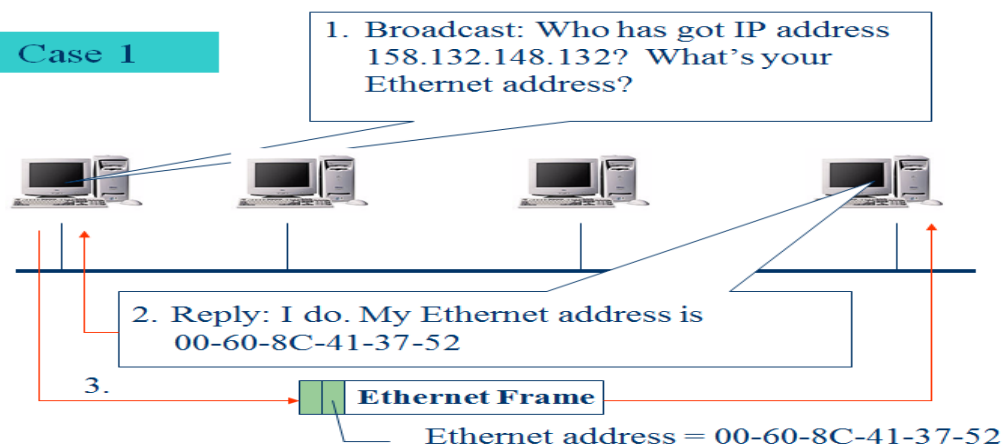 Case 1
1. Broadcast: Who has got IP address
158.132.148.132? What's your
Ethernet address?
2. Reply: I do. My Ethernet address is
00-60-8C-41-37-52
3.
Ethernet Frame
Ethernet address = 00-60-8C-41-37-52